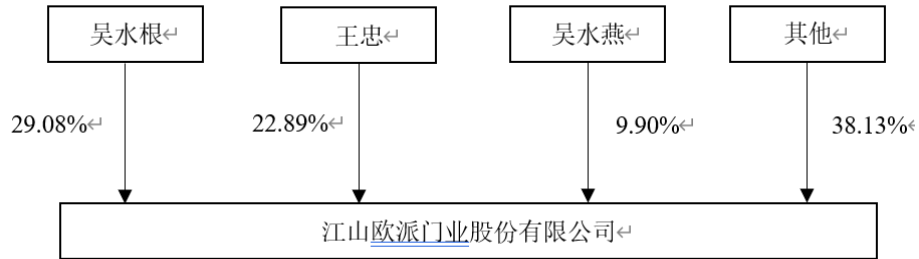 吴水根
王忠
吴水燕
其他
29.08%
22.89%
9.90%
38.13%
江山欧派门业股份有限公司